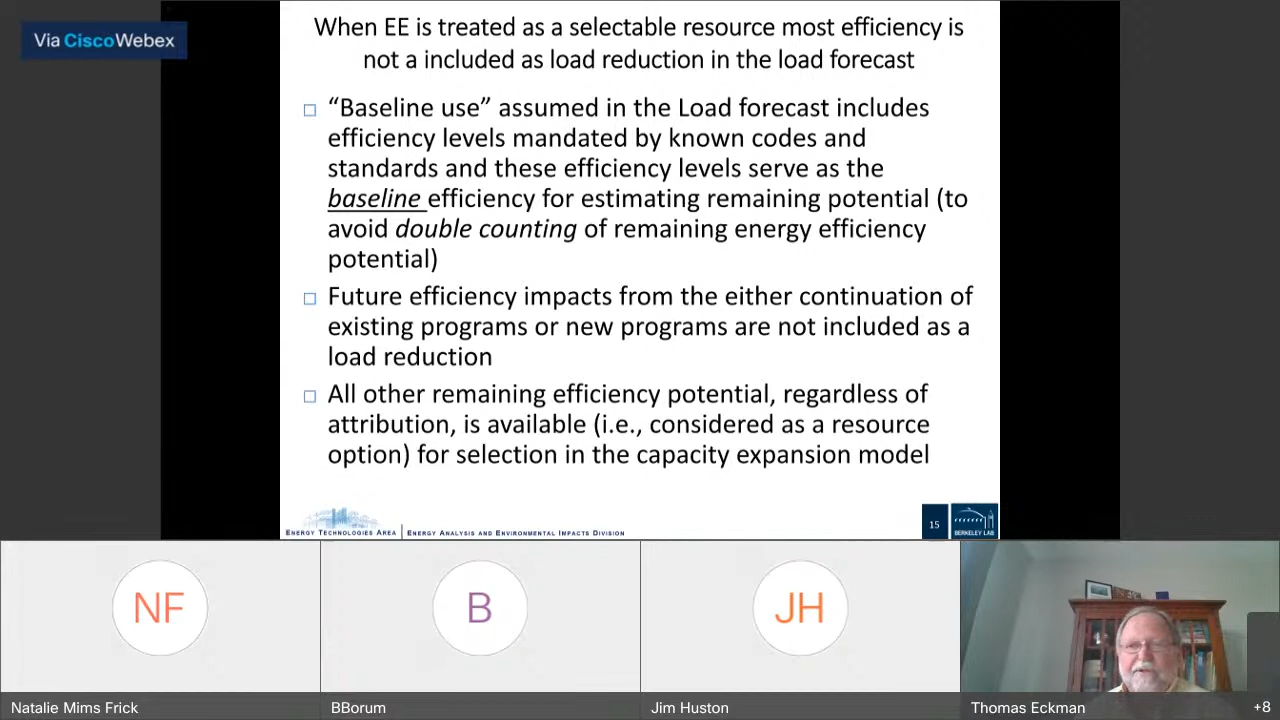 Via CiscoWebex
When EE is treated as a selectable resource most efficiency is
not a included as load reduction in the load forecast
“Baseline use” assumed in the Load forecast includes
efficiency levels mandated by known codes and
standards and these efficiency levels serve as the
baseline efficiency for estimating remaining potential (to
avoid double counting of remaining energy efficiency
potential)
Future efficiency impacts from the either continuation of
existing programs or new programs are not included as a
load reduction
All other remaining efficiency potential, regardless of
attribution, is available (i.e., considered as a resource
option) for selection in the capacity expansion model
ENERGY TECHNOLOGIES AREA
ENERGY ANALYSIS AND ENVIRONMENTAL IMPACTS DIVISION
15
BERKELEY LAB
NF
B
JH
Natalie Mims Frick
BBorum
Jim Huston
Thomas Eckman
+8